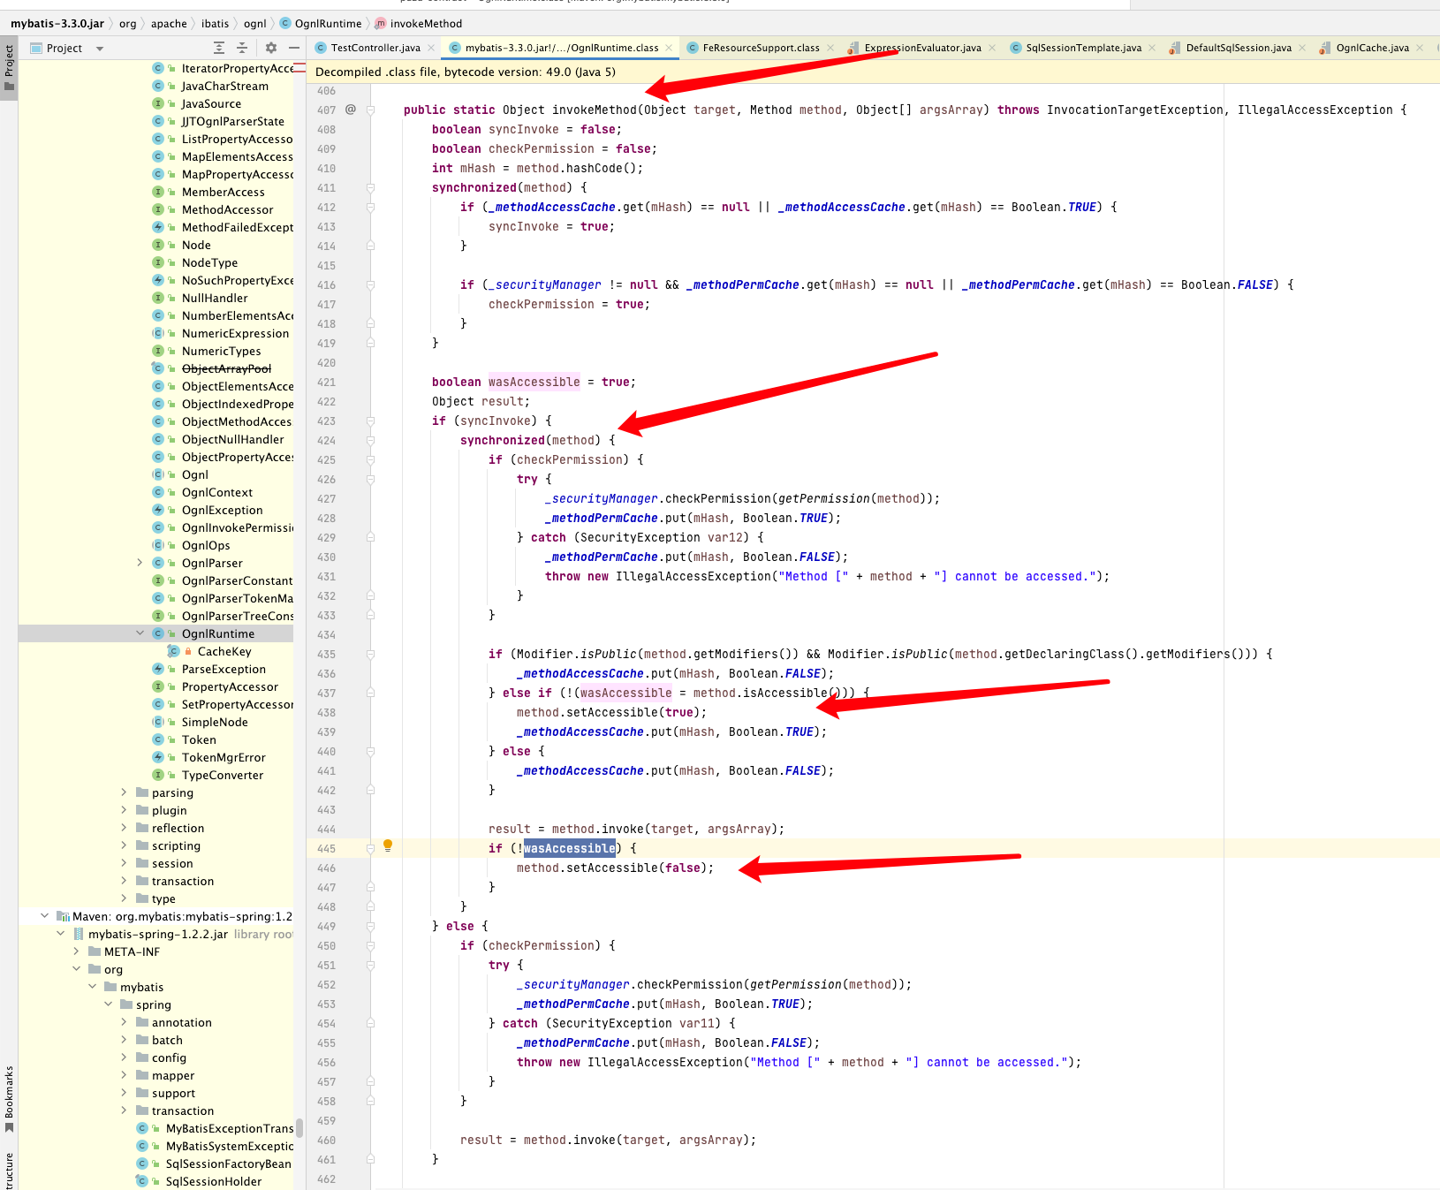 mybatis-3.3.0.jar › org › apache › ibatis › ognl › OgnlRuntime › invokeMethod
Project
TestController.java × mybatis-3.3.0.jar!/.../OgnlRuntime.class × FeResourceSupport.class × ExpressionEvaluator.java × SqlSessionTemplate.java × DefaultSqlSession.java × OgnlCache.java ×
Decompiled .class file, bytecode version: 49.0 (Java 5)
Project
IteratorPropertyAcce
JavaCharStream
JavaSource
JJTOgnlParserState
ListPropertyAccesso
MapElementsAccess
MapPropertyAccesso
MemberAccess
MethodAccessor
MethodFailedExcept
Node
NodeType
NoSuchPropertyExce
NullHandler
NumberElementsAcc
NumericExpression
NumericTypes
ObjectArrayPool
ObjectElementsAcce
ObjectIndexedPrope
ObjectMethodAcces
ObjectNullHandler
ObjectPropertyAcces
Ognl
OgnlContext
OgnlException
OgnlInvokePermissio
OgnlOps
OgnlParser
OgnlParserConstant
OgnlParserTokenMa
OgnlParserTreeCons
OgnlRuntime
CacheKey
ParseException
PropertyAccessor
SetPropertyAccessor
SimpleNode
Token
TokenMgrError
TypeConverter
parsing
plugin
reflection
scripting
session
transaction
type
Maven: org.mybatis:mybatis-spring:1.2
mybatis-spring-1.2.2.jar library root
META-INF
org
mybatis
spring
annotation
batch
config
mapper
support
transaction
MyBatisExceptionTrans
MyBatisSystemExceptio
SqlSessionFactoryBean
SqlSessionHolder
Bookmarks
tructure
406
407 @ public static Object invokeMethod(Object target, Method method, Object[] argsArray) throws InvocationTargetException, IllegalAccessException {
408 boolean syncInvoke = false;
409 boolean checkPermission = false;
410 int mHash = method.hashCode();
411 synchronized(method) {
412 if (_methodAccessCache.get(mHash) == null || _methodAccessCache.get(mHash) == Boolean.TRUE) {
413 syncInvoke = true;
414 }
415
416 if (_securityManager != null && _methodPermCache.get(mHash) == null || _methodPermCache.get(mHash) == Boolean.FALSE) {
417 checkPermission = true;
418 }
419 }
420
421 boolean wasAccessible = true;
422 Object result;
423 if (syncInvoke) {
424 synchronized(method) {
425 if (checkPermission) {
426 try {
427 _securityManager.checkPermission(getPermission(method));
428 _methodPermCache.put(mHash, Boolean.TRUE);
429 } catch (SecurityException var12) {
430 _methodPermCache.put(mHash, Boolean.FALSE);
431 throw new IllegalAccessException("Method [" + method + "] cannot be accessed.");
432 }
433 }
434
435 if (Modifier.isPublic(method.getModifiers()) && Modifier.isPublic(method.getDeclaringClass().getModifiers())) {
436 _methodAccessCache.put(mHash, Boolean.FALSE);
437 } else if (!(wasAccessible = method.isAccessible())) {
438 method.setAccessible(true);
439 _methodAccessCache.put(mHash, Boolean.TRUE);
440 } else {
441 _methodAccessCache.put(mHash, Boolean.FALSE);
442 }
443
444 result = method.invoke(target, argsArray);
445 if (!wasAccessible) {
446 method.setAccessible(false);
447 }
448 }
449 } else {
450 if (checkPermission) {
451 try {
452 _securityManager.checkPermission(getPermission(method));
453 _methodPermCache.put(mHash, Boolean.TRUE);
454 } catch (SecurityException var11) {
455 _methodPermCache.put(mHash, Boolean.FALSE);
456 throw new IllegalAccessException("Method [" + method + "] cannot be accessed.");
457 }
458 }
459
460 result = method.invoke(target, argsArray);
461 }
462